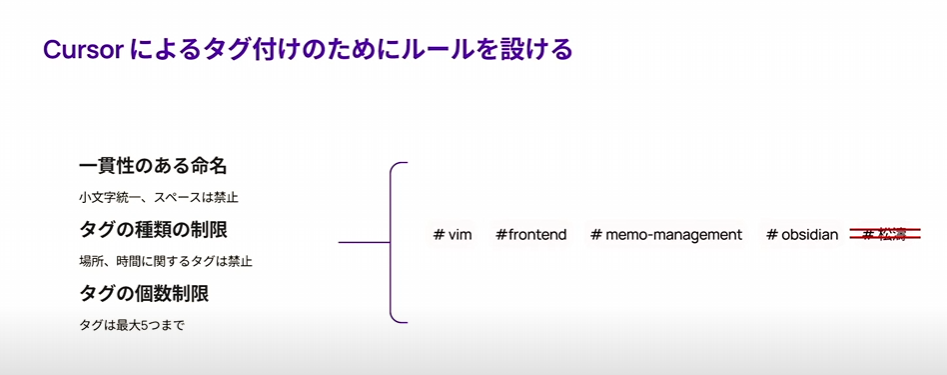 Cursor によるタグ付けのためにルールを設ける
一貫性のある命名
小文字統一、スペースは禁止
タグの種類の制限
場所、時間に関するタグは禁止
タグの個数制限
タグは最大5つまで
# vim #frontend # memo-management # obsidian # 松濤